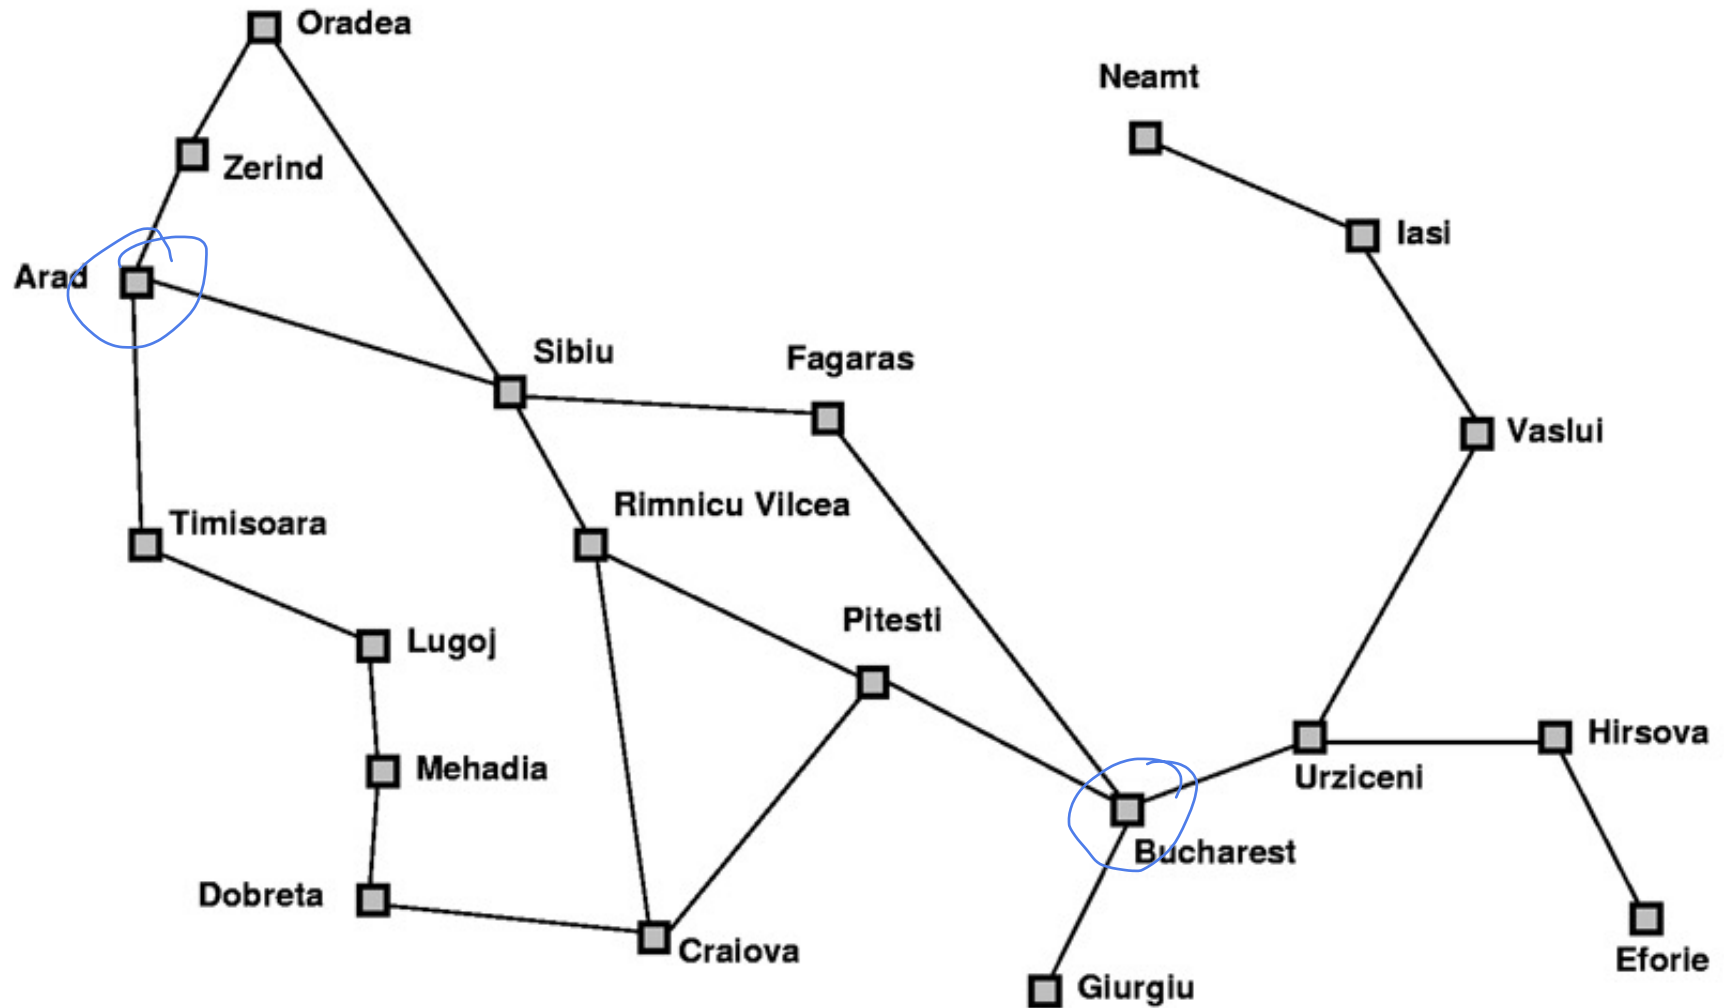 Oradea
Neamt
Zerind
Iasi
Arad
Sibiu
Fagaras
Vaslui
Rimnicu Vilcea
Timisoara
Pitesti
Lugoj
Hirsova
Mehadia
Urziceni
Bucharest
Dobreta
Craiova
Eforie
Giurgiu